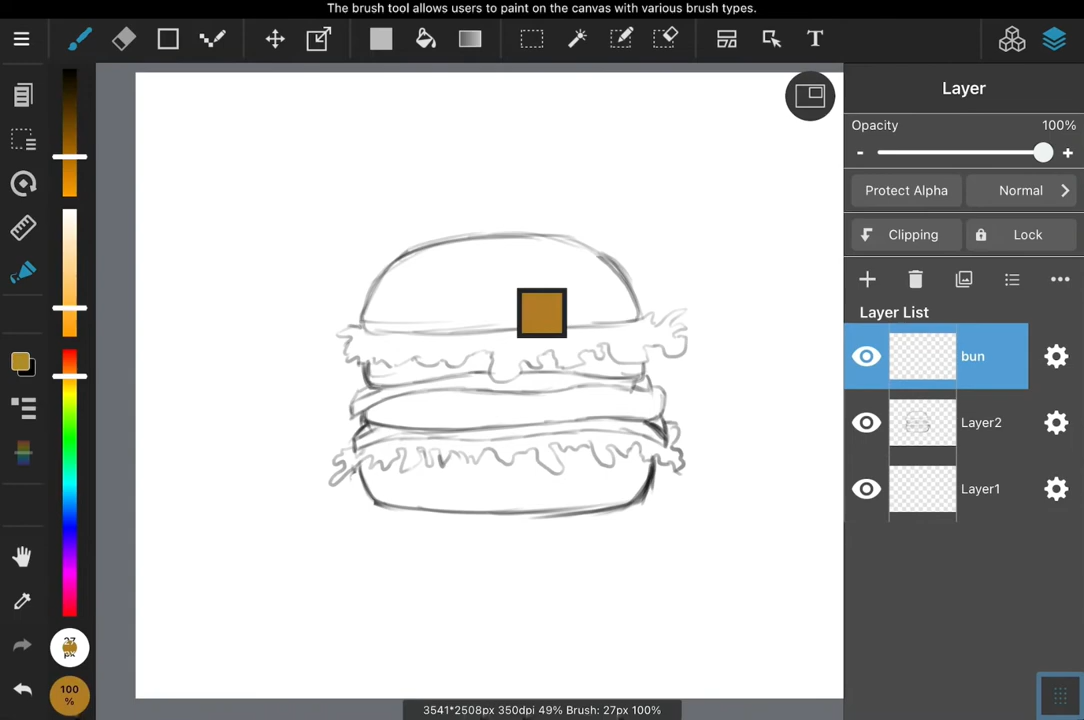 The brush tool allows users to paint on the canvas with various brush types.
T
Layer
Opacity 100%
- +
Protect Alpha Normal
Clipping Lock
Layer List
bun
Layer2
Layer1
27
px
100
%
3541*2508px 350dpi 49% Brush: 27px 100%